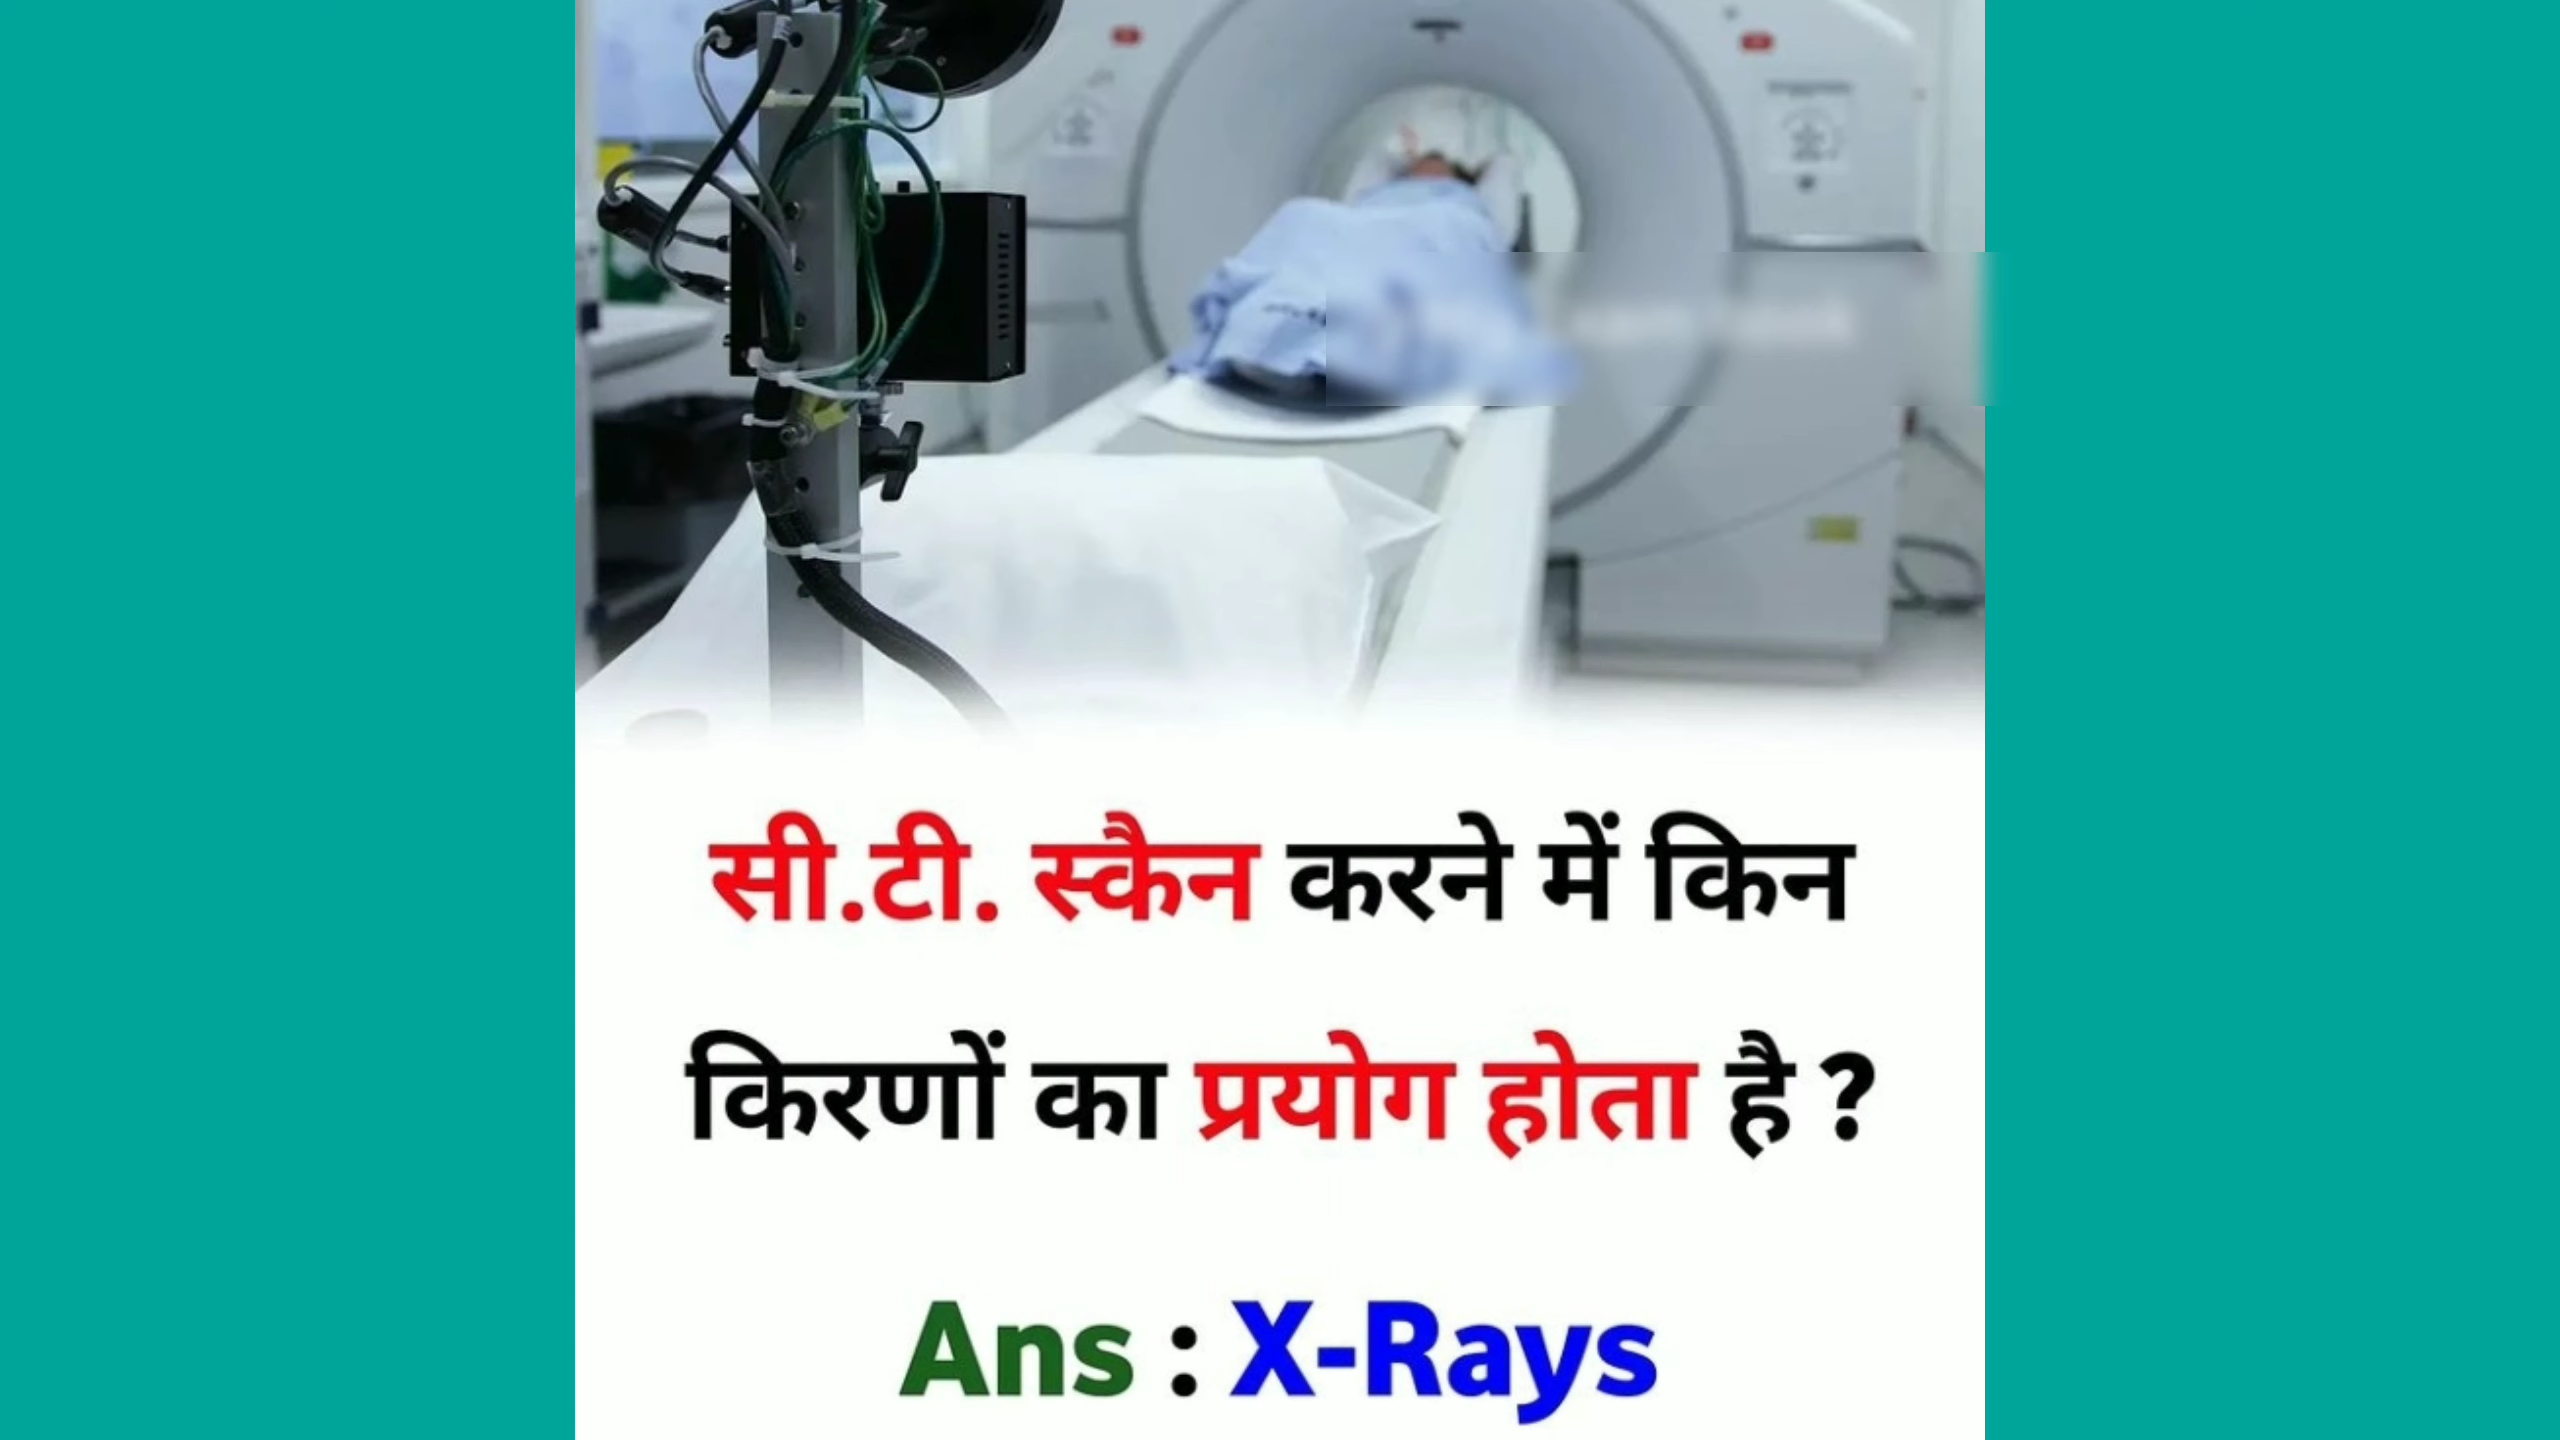 सी.टी. स्कैन करने में किन
किरणों का प्रयोग होता है ?
Ans : X-Rays